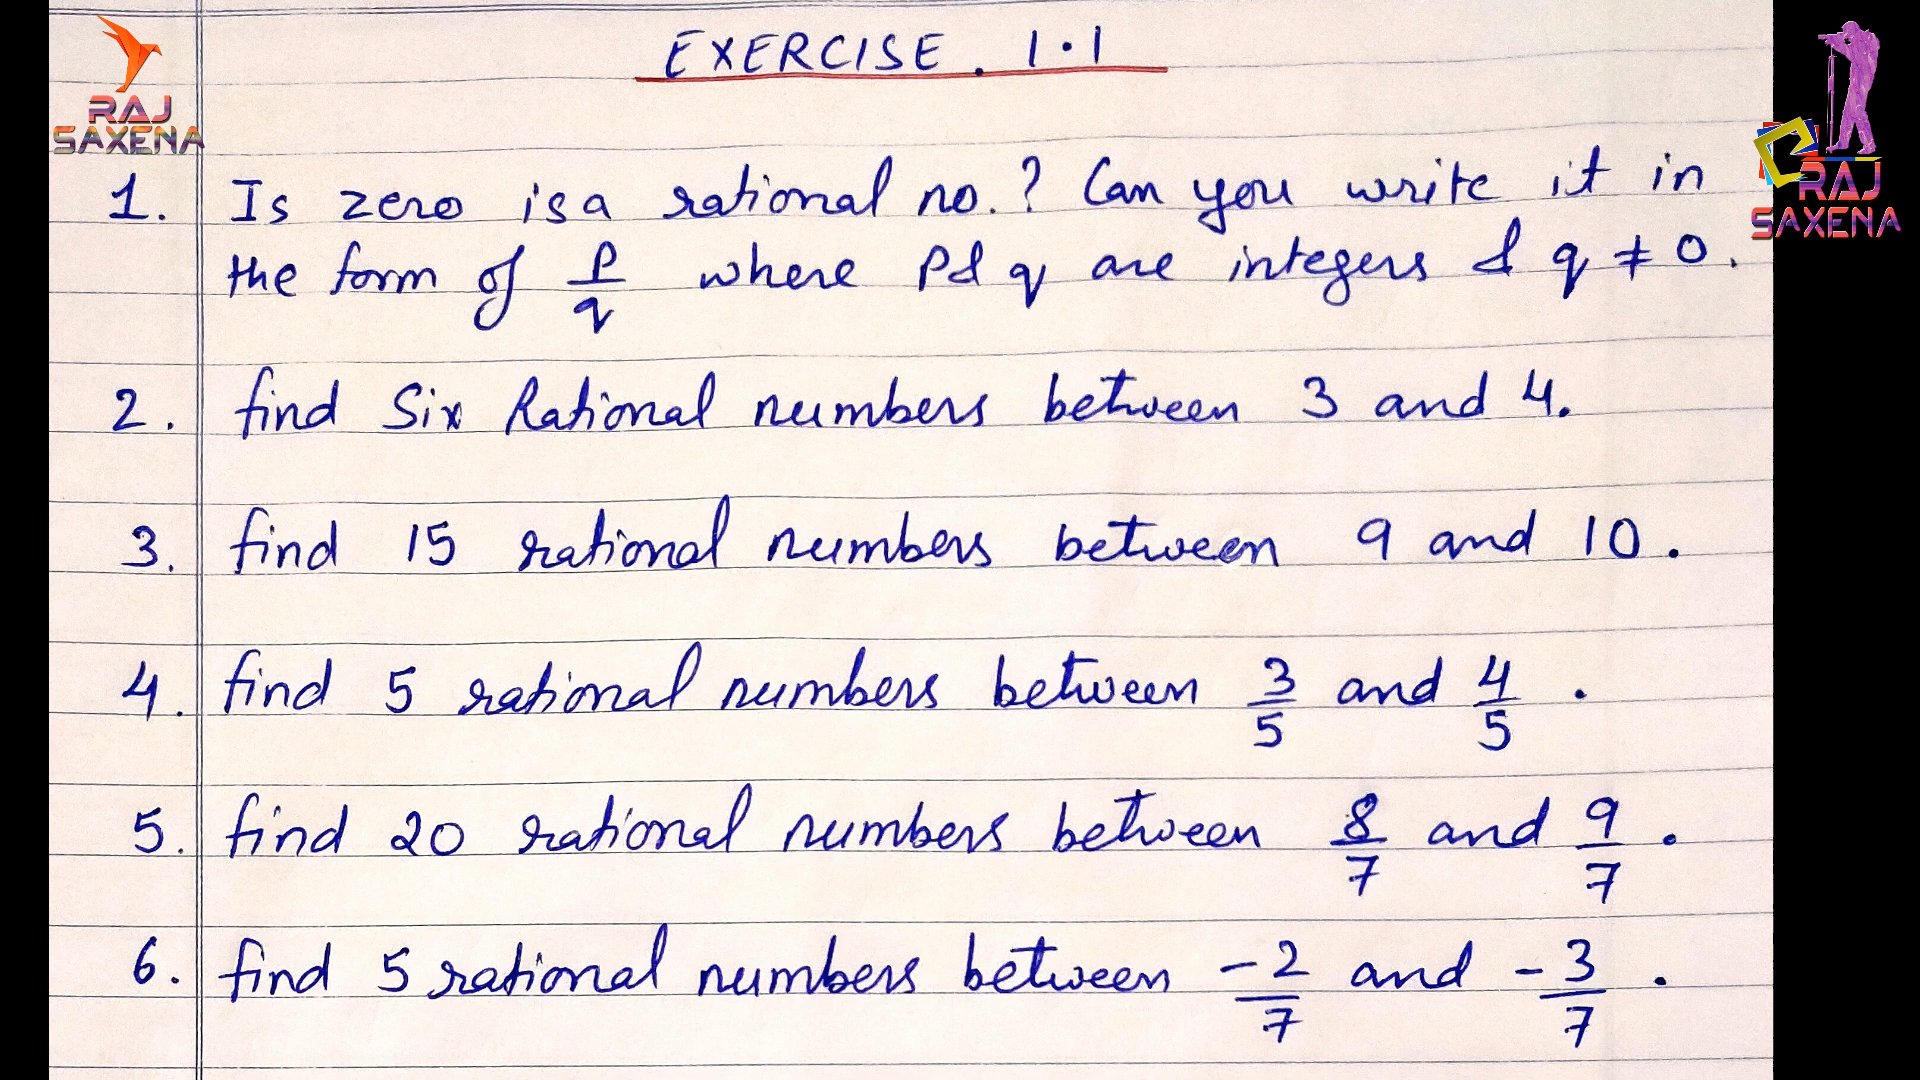 EXERCISE. 1.1
RAJ
SAXENA
RAJ
SAXENA
1. Is zero is a rational no.? Can you write it in
the form of p/q where P & q are integers & q ≠ 0.
2. find Six Rational numbers between 3 and 4.
3. find 15 rational numbers between 9 and 10.
4. find 5 rational numbers between 3/5 and 4/5.
5. find 20 rational numbers between 8/7 and 9/7.
6. find 5 rational numbers between -2/7 and -3/7.